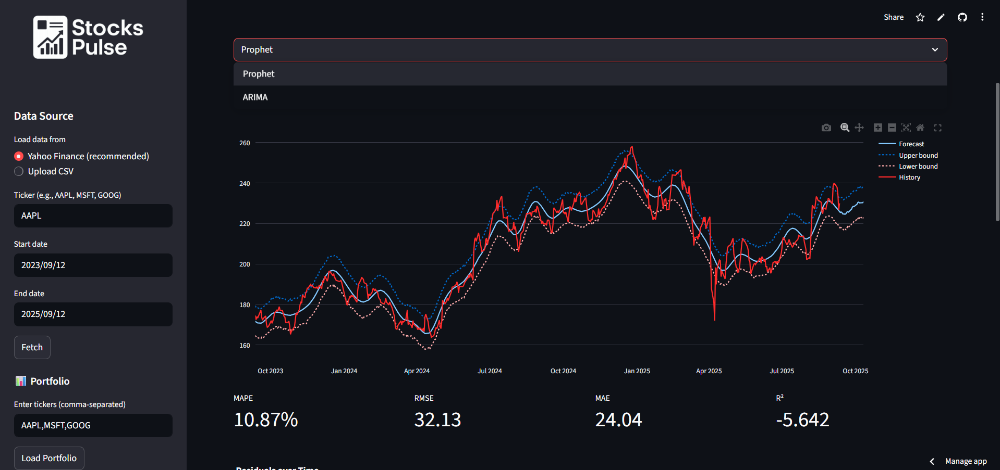 Stocks
Pulse
Data Source
Load data from
Yahoo Finance (recommended)
Upload CSV
Ticker (e.g., AAPL, MSFT, GOOG)
AAPL
Start date
2023/09/12
End date
2025/09/12
Fetch
Portfolio
Enter tickers (comma-separated)
AAPL,MSFT,GOOG
Load Portfolio
Share
Prophet
Prophet
ARIMA
Forecast
Upper bound
Lower bound
History
260
240
220
200
180
160
Oct 2023 Jan 2024 Apr 2024 Jul 2024 Oct 2024 Jan 2025 Apr 2025 Jul 2025 Oct 2025
MAPE RMSE MAE R²
10.87% 32.13 24.04 -5.642
Residuals over Time
Manage app